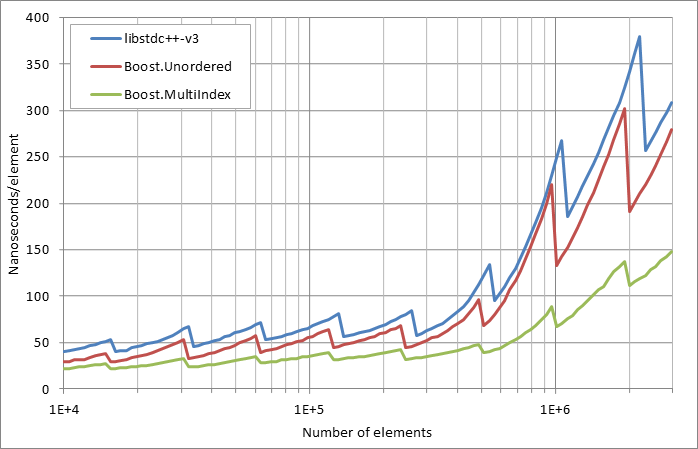 400
350
300
250
200
150
100
50
0
Nanoseconds/element
libstdc++-v3
Boost.Unordered
Boost.MultiIndex
1E+4 1E+5 1E+6
Number of elements